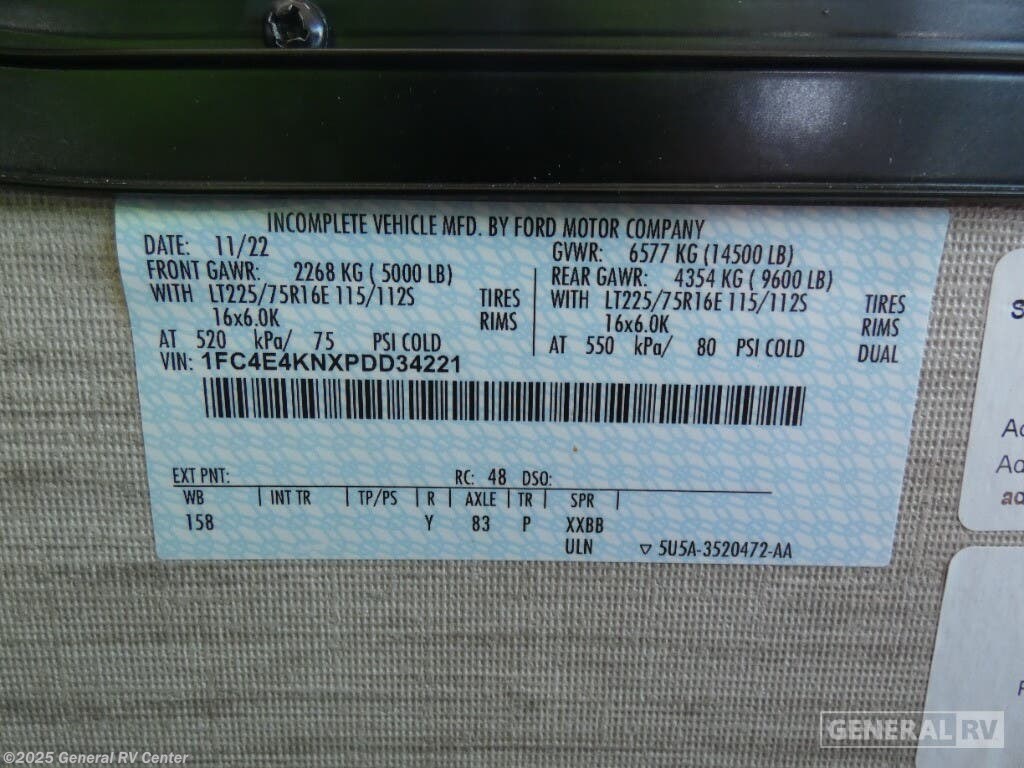 INCOMPLETE VEHICLE MFD. BY FORD MOTOR COMPANY
DATE: 11/22
GVWR: 6577 KG (14500 LB)
FRONT GAWR: 2268 KG ( 5000 LB)
REAR GAWR: 4354 KG ( 9600 LB)
WITH LT225/75R16E 115/112S TIRES
WITH LT225/75R16E 115/112S TIRES
16x6.0K RIMS
16x6.0K RIMS
AT 520 kPa/ 75 PSI COLD
AT 550 kPa/ 80 PSI COLD DUAL
VIN: 1FC4E4KNXPDD34221
EXT PNT: RC: 48 DSO:
WB | INT TR | TP/PS | R | AXLE | TR | SPR |
158 Y 83 P XXBB
ULN ▽ 5U5A-3520472-AA
GENERAL RV
©2025 General RV Center